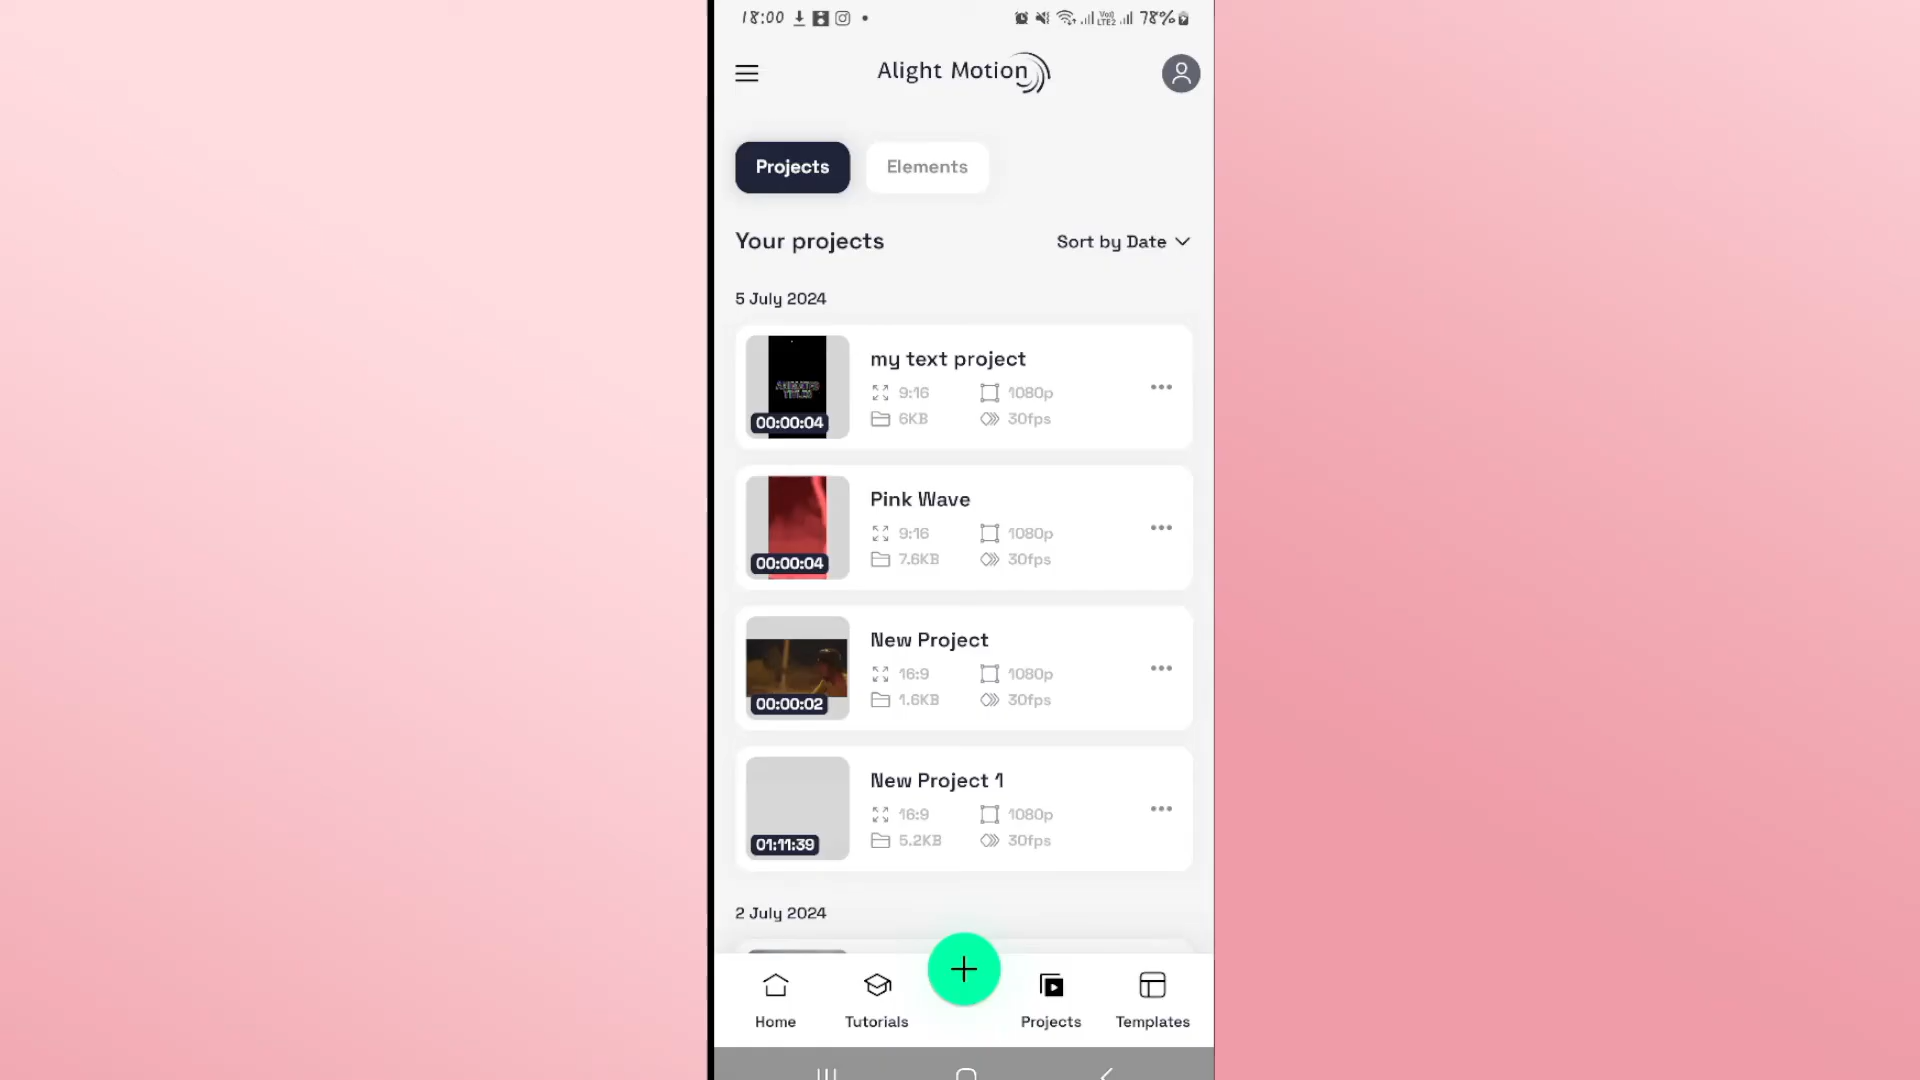 18:00 78%
Alight Motion
Projects Elements
Your projects Sort by Date
5 July 2024
my text project
9:16 1080p
6KB 30fps
ANIMATED
TITLES
00:00:04
Pink Wave
9:16 1080p
7.6KB 30fps
00:00:04
New Project
16:9 1080p
1.6KB 30fps
00:00:02
New Project 1
16:9 1080p
5.2KB 30fps
01:11:39
2 July 2024
Home Tutorials Projects Templates